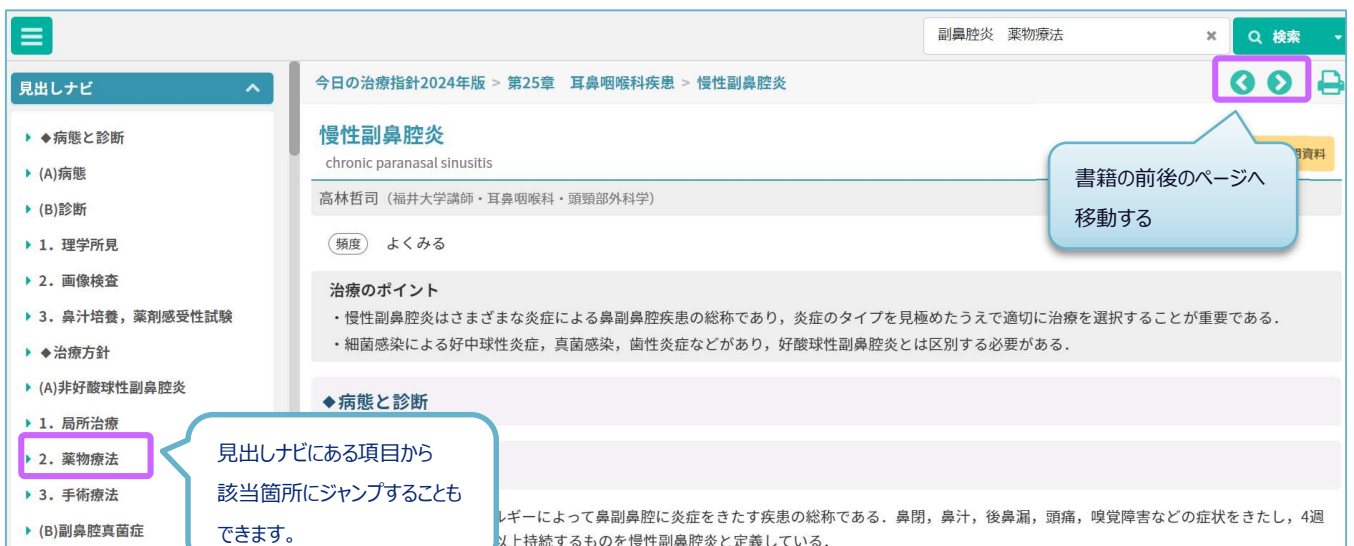 副鼻腔炎　薬物療法
検索
見出しナビ
◆病態と診断
(A)病態
(B)診断
1．理学所見
2．画像検査
3．鼻汁培養，薬剤感受性試験
◆治療方針
(A)非好酸球性副鼻腔炎
1．局所治療
2．薬物療法
3．手術療法
(B)副鼻腔真菌症
見出しナビにある項目から
該当箇所にジャンプすることも
できます。
今日の治療指針2024年版 > 第25章　耳鼻咽喉科疾患 > 慢性副鼻腔炎
慢性副鼻腔炎
chronic paranasal sinusitis
資料
書籍の前後のページへ
移動する
高林哲司（福井大学講師・耳鼻咽喉科・頭頸部外科学）
頻度　よくみる
治療のポイント
・慢性副鼻腔炎はさまざまな炎症による鼻副鼻腔疾患の総称であり，炎症のタイプを見極めたうえで適切に治療を選択することが重要である．
・細菌感染による好中球性炎症，真菌感染，歯性炎症などがあり，好酸球性副鼻腔炎とは区別する必要がある．
◆病態と診断
ルギーによって鼻副鼻腔に炎症をきたす疾患の総称である．鼻閉，鼻汁，後鼻漏，頭痛，嗅覚障害などの症状をきたし，4週
以上持続するものを慢性副鼻腔炎と定義している．